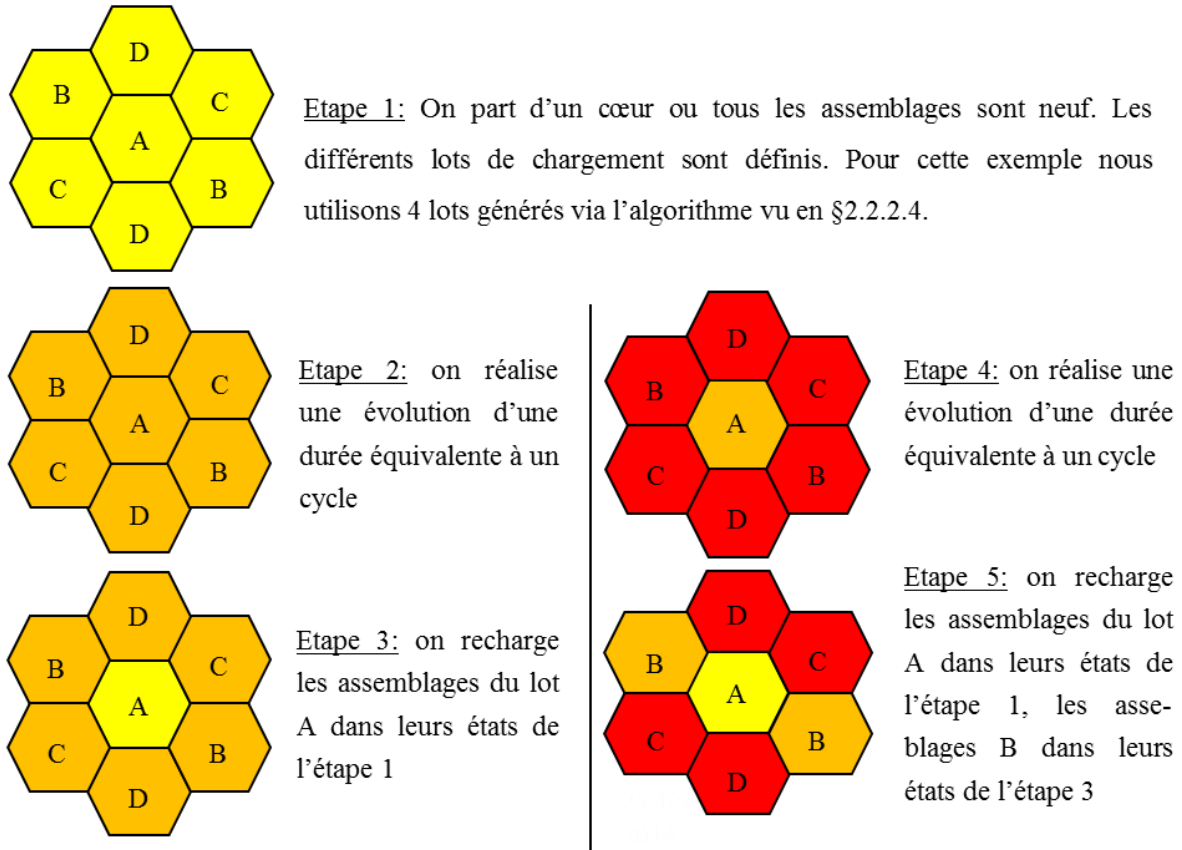 D
B
C
A
C
B
D
Etape 1: On part d’un cœur ou tous les assemblages sont neuf. Les
différents lots de chargement sont définis. Pour cette exemple nous
utilisons 4 lots générés via l’algorithme vu en §2.2.2.4.
D
B
C
A
C
B
D
Etape 2: on réalise
une évolution d’une
durée équivalente à un
cycle
D
B
C
A
C
B
D
Etape 3: on recharge
les assemblages du lot
A dans leurs états de
l’étape 1
D
B
C
A
C
B
D
Etape 4: on réalise une
évolution d’une durée
équivalente à un cycle
D
B
C
A
C
B
D
Etape 5: on recharge
les assemblages du lot
A dans leurs états de
l’étape 1, les asse-
blages B dans leurs
états de l’étape 3